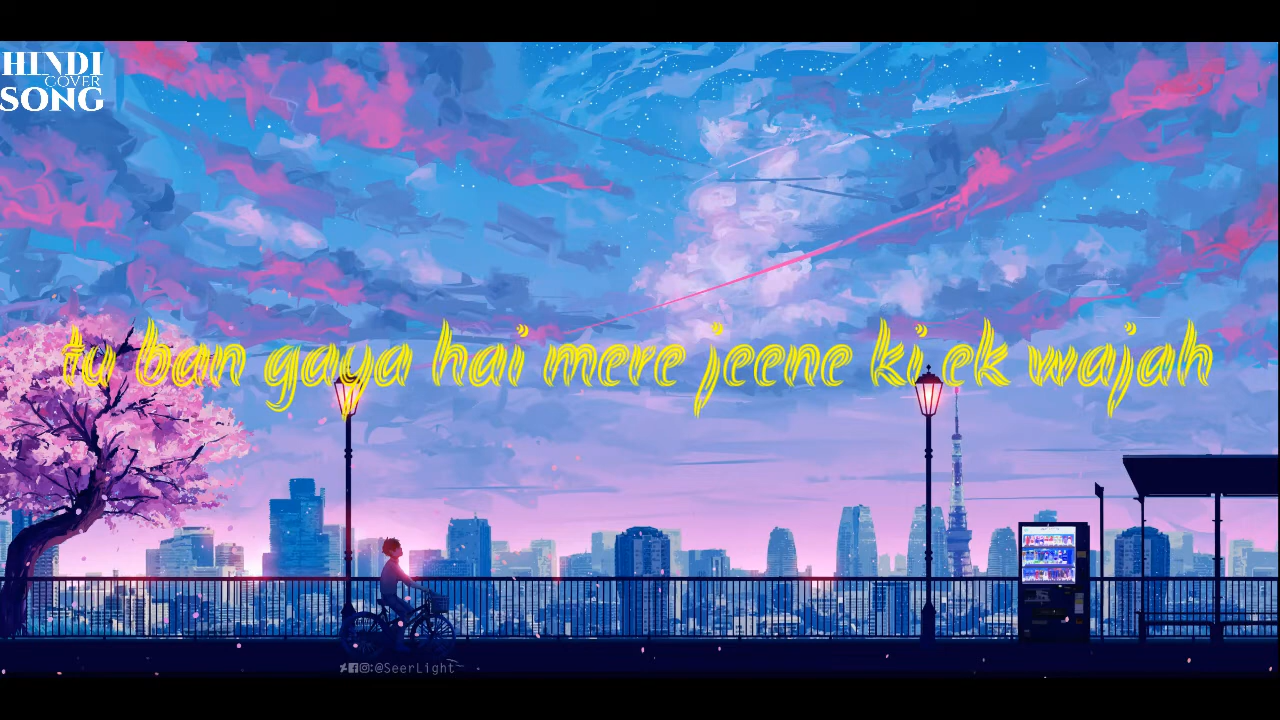 HINDI
COVER
SONG
tu ban gaya hai mere jeene ki ek wajah
:@SeerLight